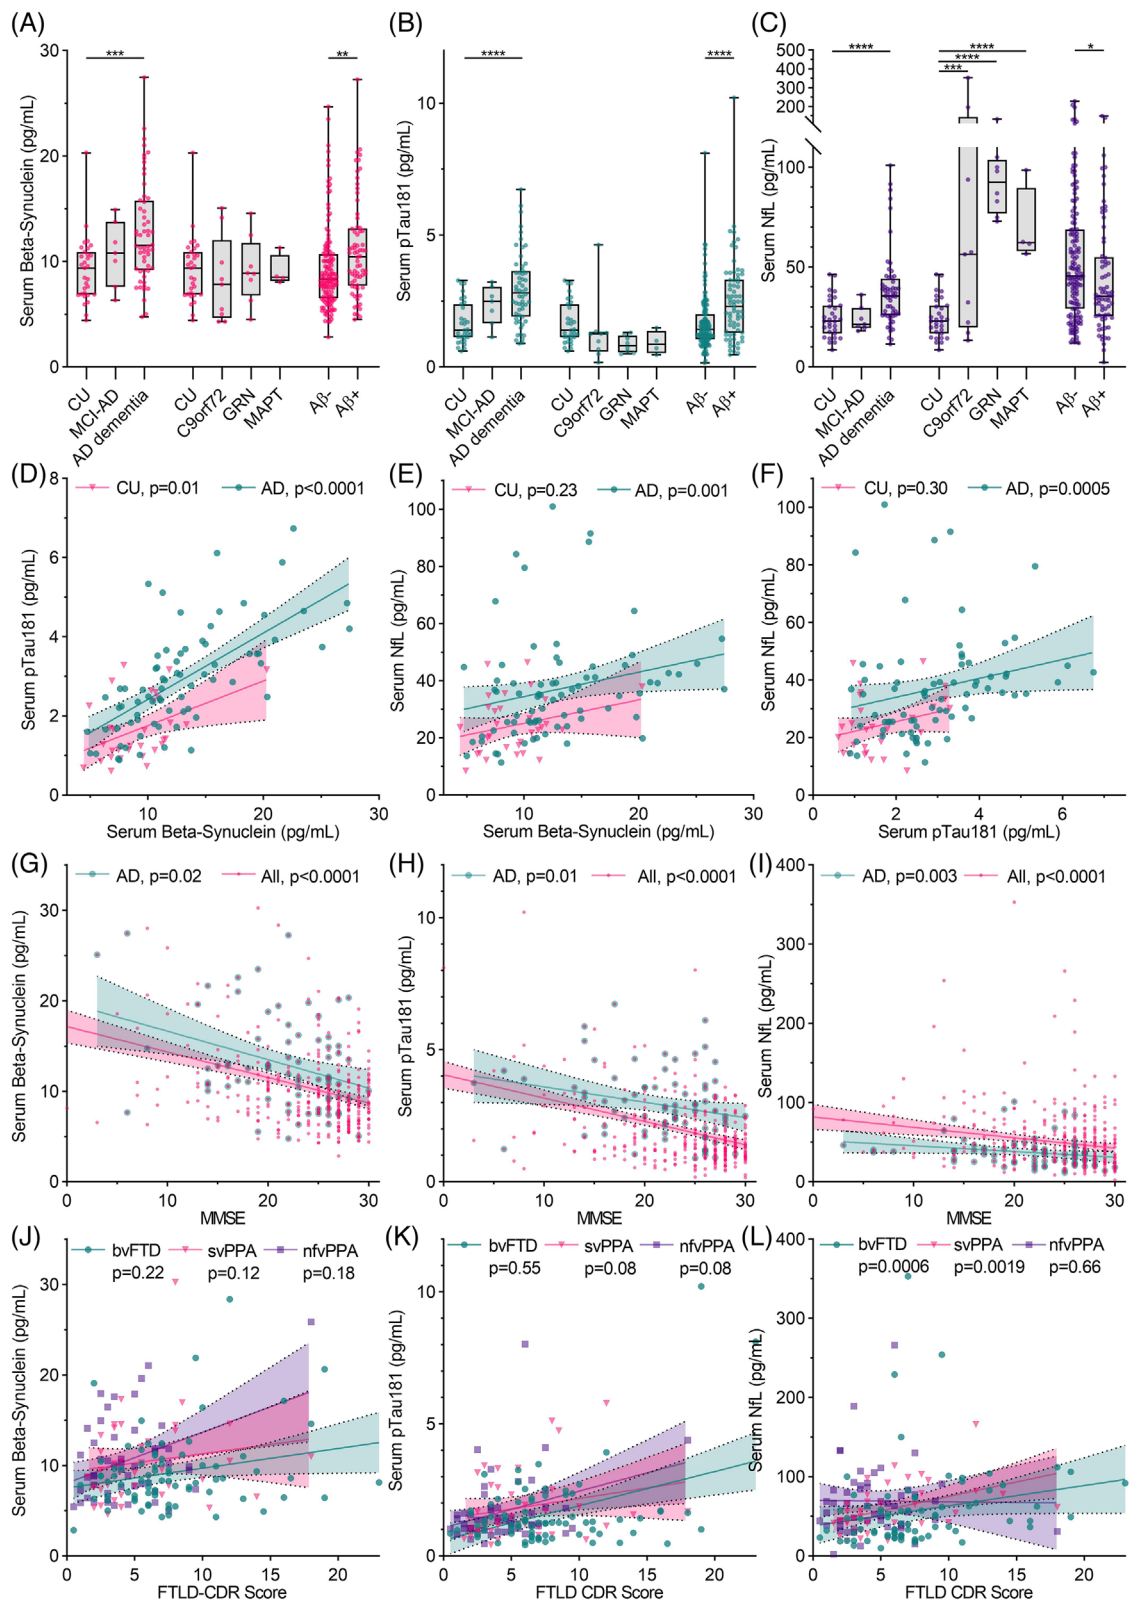 (A)
Serum Beta-Synuclein (pg/mL)
30
20
10
0
***
**
CU
MCI-AD
AD dementia
CU
C9orf72
GRN
MAPT
Aβ-
Aβ+
(B)
Serum pTau181 (pg/mL)
10
5
0
****
****
CU
MCI-AD
AD dementia
CU
C9orf72
GRN
MAPT
Aβ-
Aβ+
(C)
Serum NfL (pg/mL)
500
400
300
200
100
50
0
****
***
****
****
*
CU
MCI-AD
AD dementia
CU
C9orf72
GRN
MAPT
Aβ-
Aβ+
(D)
CU, p=0.01
AD, p<0.0001
Serum pTau181 (pg/mL)
8
6
4
2
0
10
20
30
Serum Beta-Synuclein (pg/mL)
(E)
CU, p=0.23
AD, p=0.001
Serum NfL (pg/mL)
100
80
60
40
20
0
10
20
30
Serum Beta-Synuclein (pg/mL)
(F)
CU, p=0.30
AD, p=0.0005
Serum NfL (pg/mL)
100
80
60
40
20
0
0
2
4
6
Serum pTau181 (pg/mL)
(G)
AD, p=0.02
All, p<0.0001
Serum Beta-Synuclein (pg/mL)
30
20
10
0
0
10
20
30
MMSE
(H)
AD, p=0.01
All, p<0.0001
Serum pTau181 (pg/mL)
10
5
0
0
10
20
30
MMSE
(I)
AD, p=0.003
All, p<0.0001
Serum NfL (pg/mL)
400
300
200
100
50
0
0
10
20
30
MMSE
(J)
bvFTD
svPPA
nfvPPA
p=0.22
p=0.12
p=0.18
Serum Beta-Synuclein (pg/mL)
30
20
10
0
0
5
10
15
20
FTLD-CDR Score
(K)
bvFTD
svPPA
nfvPPA
p=0.55
p=0.08
p=0.08
Serum pTau181 (pg/mL)
10
5
0
0
5
10
15
20
FTLD CDR Score
(L)
bvFTD
svPPA
nfvPPA
p=0.0006
p=0.0019
p=0.66
Serum NfL (pg/mL)
400
300
200
100
50
0
0
5
10
15
20
FTLD CDR Score